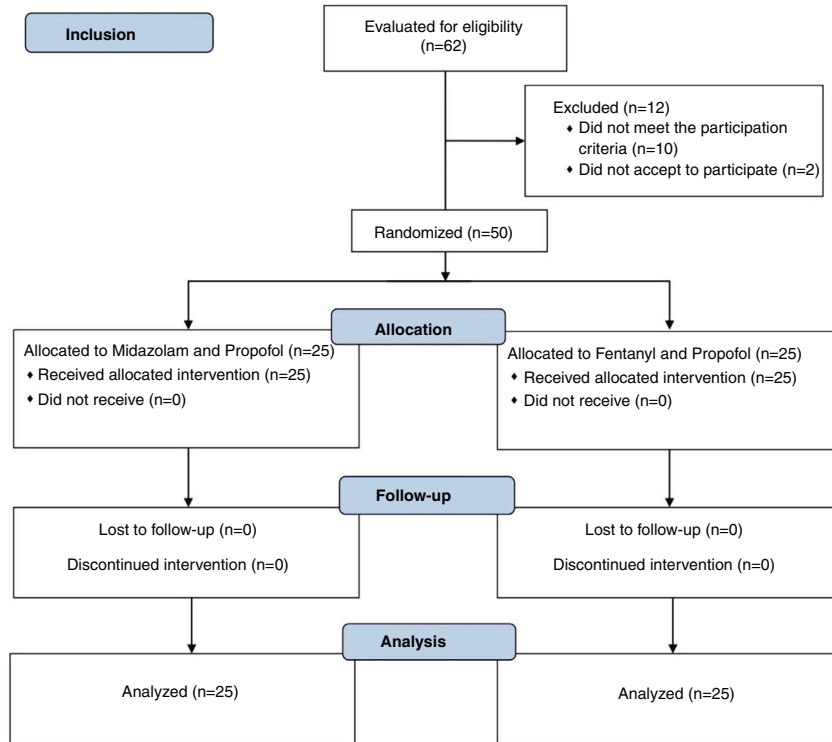 Inclusion
Evaluated for eligibility
(n=62)
Excluded (n=12)
♦ Did not meet the participation
criteria (n=10)
♦ Did not accept to participate (n=2)
Randomized (n=50)
Allocation
Allocated to Midazolam and Propofol (n=25)
♦ Received allocated intervention (n=25)
♦ Did not receive (n=0)
Allocated to Fentanyl and Propofol (n=25)
♦ Received allocated intervention (n=25)
♦ Did not receive (n=0)
Follow-up
Lost to follow-up (n=0)
Discontinued intervention (n=0)
Lost to follow-up (n=0)
Discontinued intervention (n=0)
Analysis
Analyzed (n=25)
Analyzed (n=25)